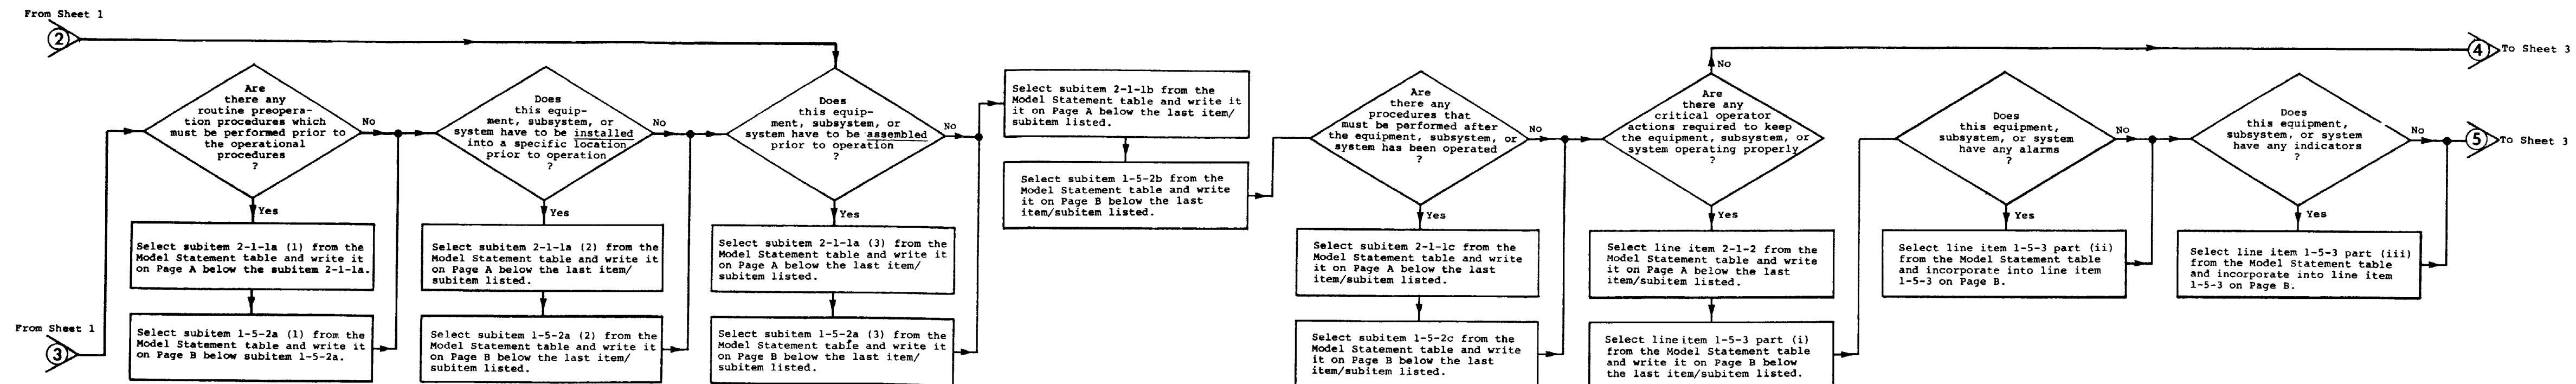 From Sheet 1
2
Are
there any
routine preopera-
tion procedures which
must be performed prior to
the operational
procedures
?
No
Yes
Select subitem 2-1-1a (1) from the
Model Statement table and write it
on Page A below the subitem 2-1-1a.
Select subitem 1-5-2a (1) from the
Model Statement table and write it
on Page B below subitem 1-5-2a.
From Sheet 1
3
Does
this equip-
ment, subsystem, or
system have to be installed
into a specific location
prior to operation
?
No
Yes
Select subitem 2-1-1a (2) from the
Model Statement table and write it
on Page A below the last item/
subitem listed.
Select subitem 1-5-2a (2) from the
Model Statement table and write it
on Page B below the last item/
subitem listed.
Does
this equip-
ment, subsystem, or
system have to be assembled
prior to operation
?
No
Yes
Select subitem 2-1-1a (3) from the
Model Statement table and write it
on Page A below the last item/
subitem listed.
Select subitem 1-5-2a (3) from the
Model Statement table and write it
on Page B below the last item/
subitem listed.
Select subitem 2-1-1b from the
Model Statement table and write it
it on Page A below the last item/
subitem listed.
Select subitem 1-5-2b from the
Model Statement table and write
it on Page B below the last
item/subitem listed.
Are
there any
procedures that
must be performed after
the equipment, subsystem, or
system has been operated
?
No
Yes
Select subitem 2-1-1c from the
Model Statement table and write
it on Page A below the last
item/subitem listed.
Select subitem 1-5-2c from the
Model Statement table and write
it on Page B below the last
item/subitem listed.
No
Are
there any
critical operator
actions required to keep
the equipment, subsystem, or
system operating properly
?
Yes
Select line item 2-1-2 from the
Model Statement table and write
it on Page A below the last
item/subitem listed.
Select line item 1-5-3 part (i)
from the Model Statement table
and write it on Page B below
the last item/subitem listed.
Does
this equipment,
subsystem, or system
have any alarms
?
No
Yes
Select line item 1-5-3 part (ii)
from the Model Statement table
and incorporate into line item
1-5-3 on Page B.
Does
this equipment,
subsystem, or system
have any indicators
?
No
Yes
Select line item 1-5-3 part (iii)
from the Model Statement table
and incorporate into line item
1-5-3 on Page B.
4 To Sheet 3
5 To Sheet 3